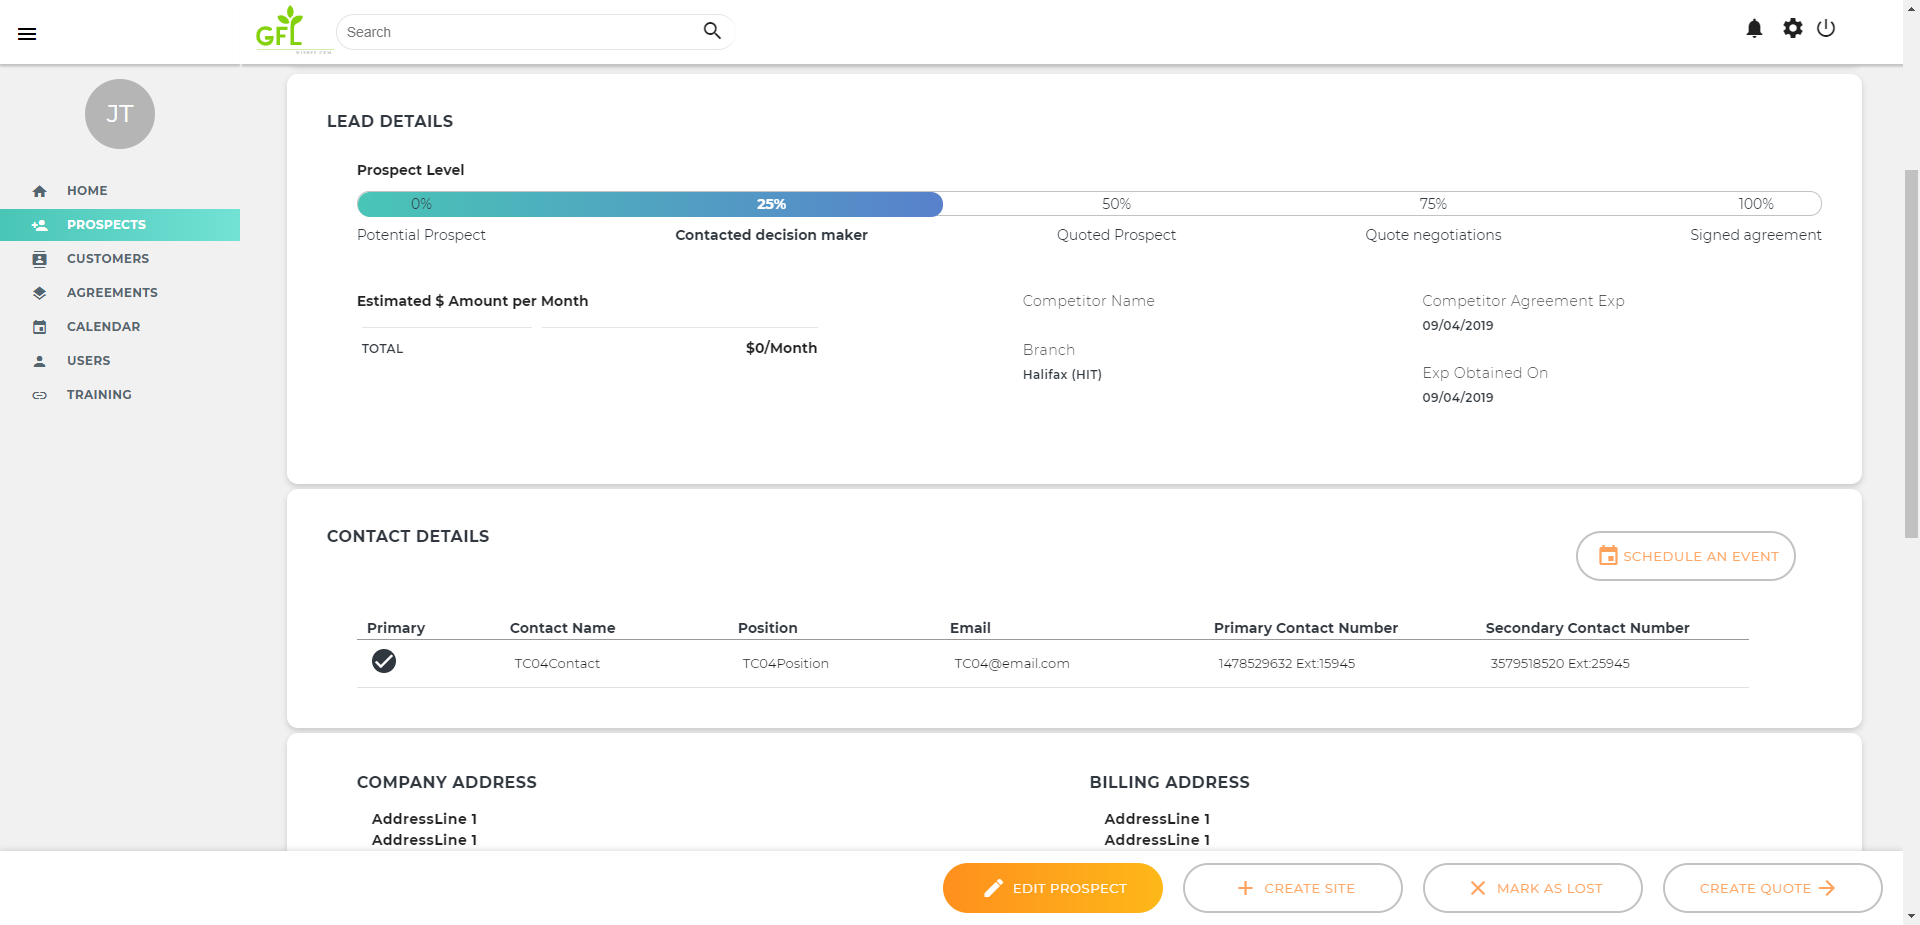 GFL
Search
JT
HOME
PROSPECTS
CUSTOMERS
AGREEMENTS
CALENDAR
USERS
TRAINING
LEAD DETAILS
Prospect Level
0% 25% 50% 75% 100%
Potential Prospect Contacted decision maker Quoted Prospect Quote negotiations Signed agreement
Estimated $ Amount per Month
TOTAL $0/Month
Competitor Name
Branch
Halifax (HIT)
Competitor Agreement Exp
09/04/2019
Exp Obtained On
09/04/2019
CONTACT DETAILS
SCHEDULE AN EVENT
Primary Contact Name Position Email Primary Contact Number Secondary Contact Number
TC04Contact TC04Position TC04@email.com 1478529632 Ext:15945 3579518520 Ext:25945
COMPANY ADDRESS
AddressLine 1
AddressLine 1
BILLING ADDRESS
AddressLine 1
AddressLine 1
EDIT PROSPECT CREATE SITE MARK AS LOST CREATE QUOTE